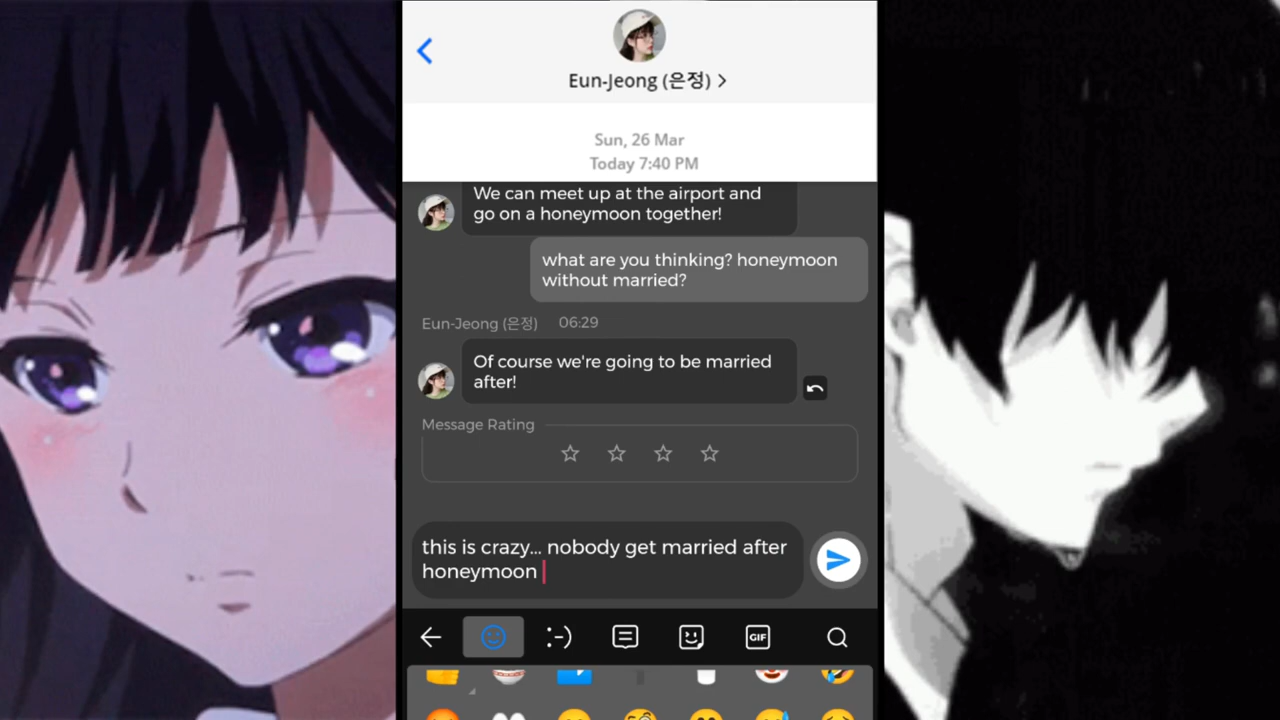 Eun-Jeong (은정) >
Sun, 26 Mar
Today 7:40 PM
We can meet up at the airport and
go on a honeymoon together!
what are you thinking? honeymoon
without married?
Eun-Jeong (은정) 06:29
Of course we're going to be married
after!
Message Rating
this is crazy... nobody get married after
honeymoon
:-)
GIF